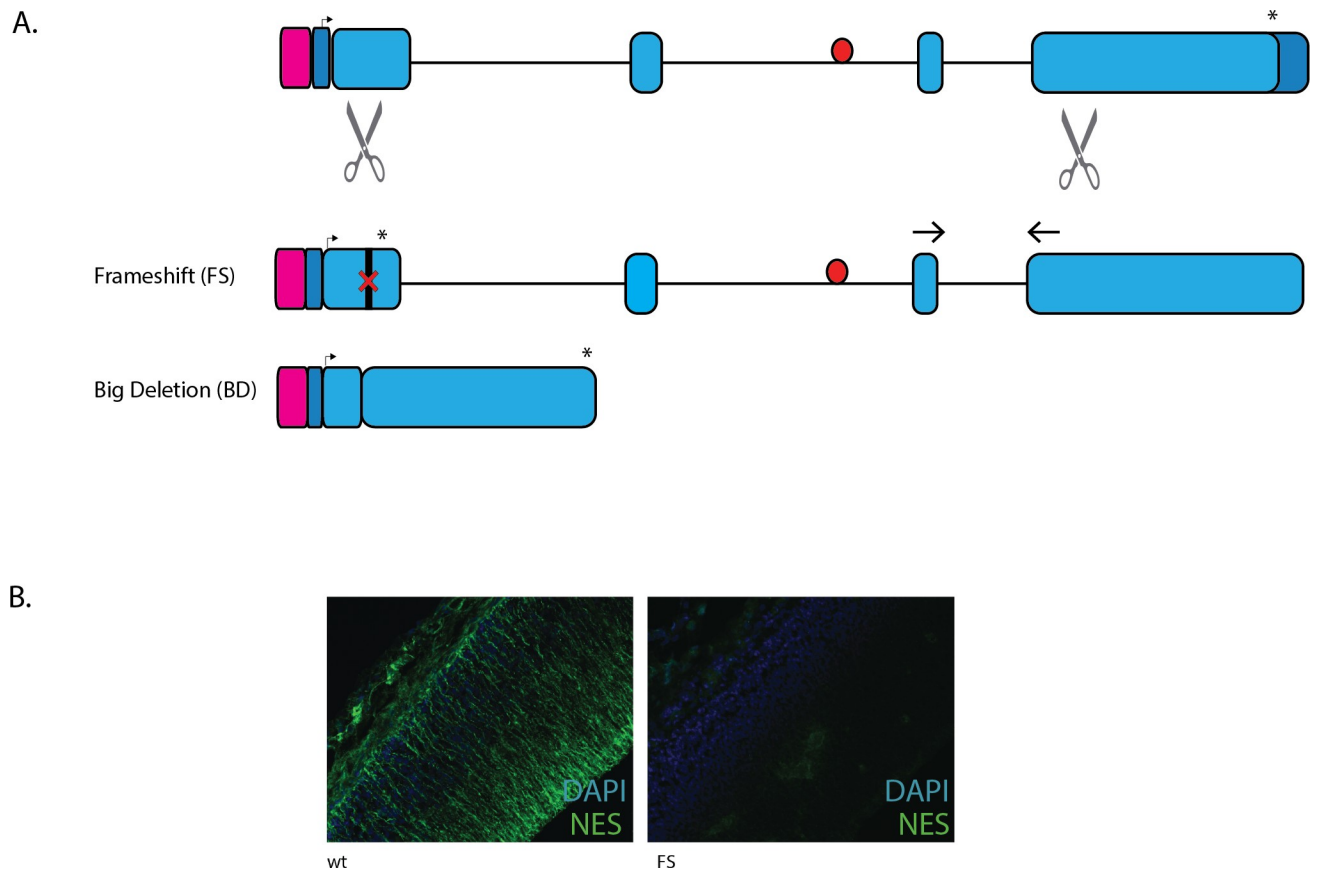 A.
*
Frameshift (FS)
*
Big Deletion (BD)
*
B.
DAPI
NES
DAPI
NES
wt
FS